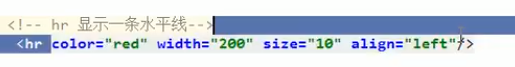 <!-- hr 显示一条水平线-->
<hr color="red" width="200" size="10" align="left"/>